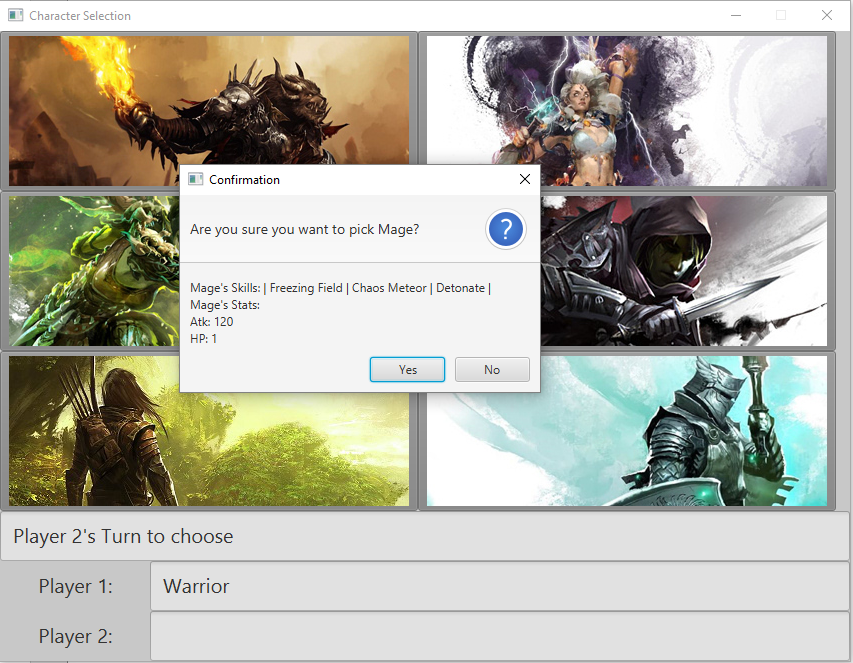 Character Selection
Confirmation
Are you sure you want to pick Mage?
?
Mage's Skills: | Freezing Field | Chaos Meteor | Detonate |
Mage's Stats:
Atk: 120
HP: 1
Yes
No
Player 2's Turn to choose
Player 1:
Warrior
Player 2: